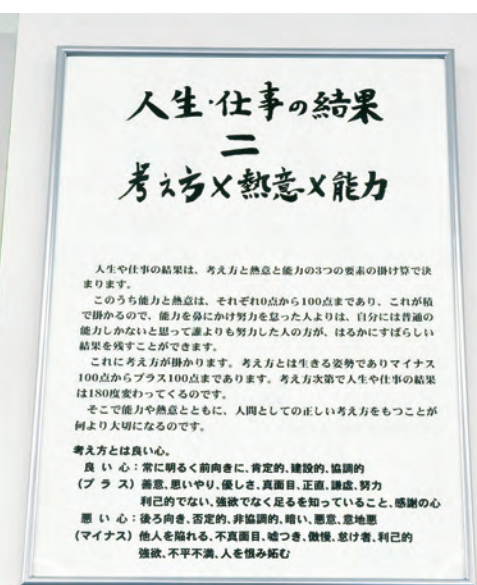 人生・仕事の結果
＝
考え方×熱意×能力
人生や仕事の結果は、考え方と熱意と能力の3つの要素の掛け算で決
まります。
このうち能力と熱意は、それぞれ0点から100点まであり、これが積
で掛かるので、能力を鼻にかけ努力を怠った人よりは、自分には普通の
能力しかないと思って誰よりも努力した人の方が、はるかにすばらしい
結果を残すことができます。
これに考え方が掛かります。考え方とは生きる姿勢でありマイナス
100点からプラス100点まであります。考え方次第で人生や仕事の結果
は180度変わってくるのです。
そこで能力や熱意とともに、人間としての正しい考え方をもつことが
何より大切になるのです。
考え方とは良い心。
良い心：常に明るく前向きに、肯定的、建設的、協調的
(プラス) 善意、思いやり、優しさ、真面目、正直、謙虚、努力
利己的でない、強欲でなく足るを知っていること、感謝の心
悪い心：後ろ向き、否定的、非協調的、暗い、悪意、意地悪
(マイナス) 他人を陥れる、不真面目、嘘つき、傲慢、怠け者、利己的
強欲、不平不満、人を恨み妬む